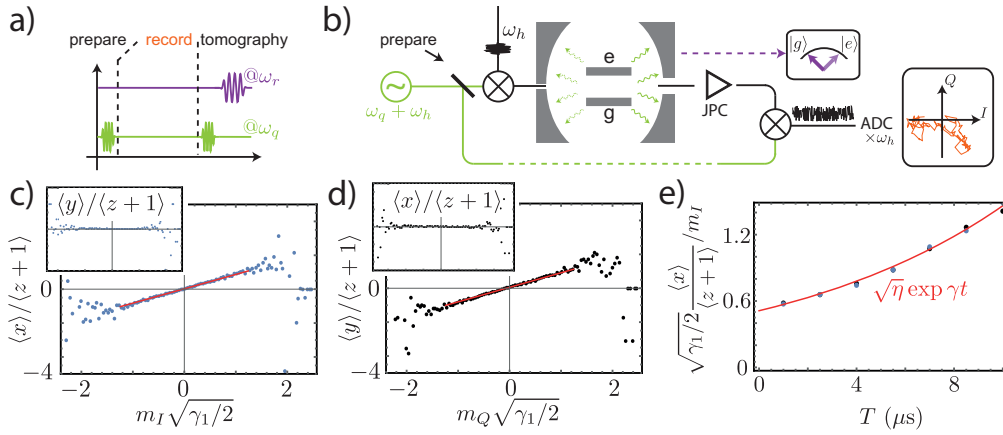 a)
prepare record tomography
@ω_r
@ω_q
b)
prepare
ω_h
ω_q + ω_h
e
g
JPC
|g⟩ |e⟩
ADC
×ω_h
Q
I
c)
⟨y⟩/⟨z + 1⟩
⟨x⟩/⟨z + 1⟩
0
−4
−2 0 2
m_I√(γ_1/2)
d)
⟨x⟩/⟨z + 1⟩
⟨y⟩/⟨z + 1⟩
0
−4
−2 0 2
m_Q√(γ_1/2)
e)
√(γ_1/2) ⟨x⟩/⟨z + 1⟩ /m_I
1.2
0.6
0
√η exp γt
0 4 8
T (μs)